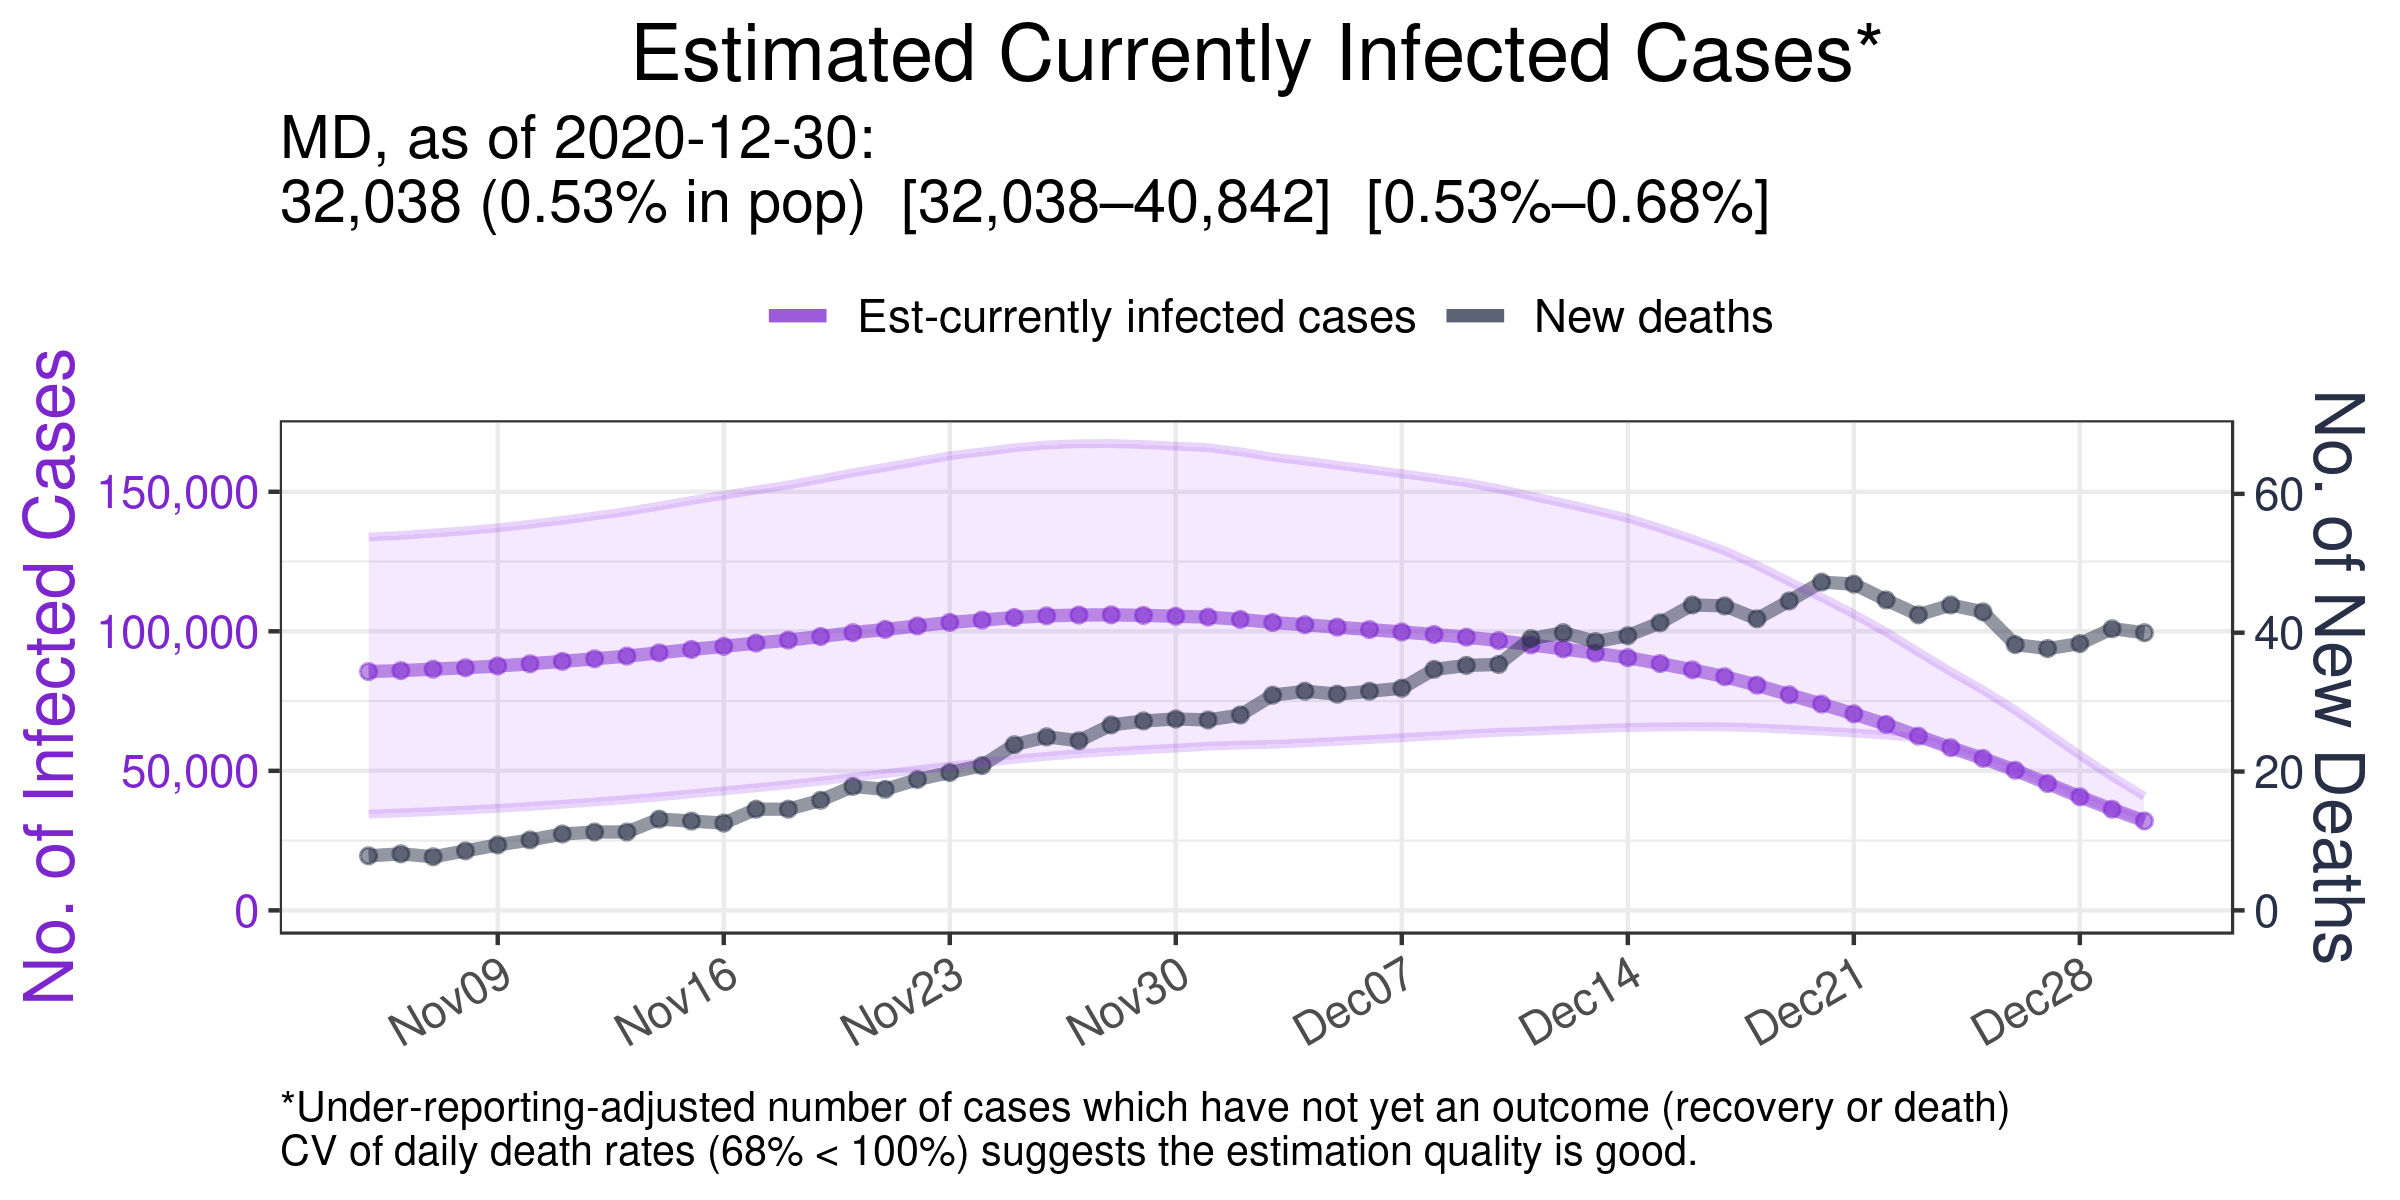 Estimated Currently Infected Cases*
MD, as of 2020-12-30:
32,038 (0.53% in pop) [32,038–40,842] [0.53%–0.68%]
Est-currently infected cases
New deaths
No. of Infected Cases
150,000
100,000
50,000
0
No. of New Deaths
60
40
20
0
Nov09
Nov16
Nov23
Nov30
Dec07
Dec14
Dec21
Dec28
*Under-reporting-adjusted number of cases which have not yet an outcome (recovery or death)
CV of daily death rates (68% < 100%) suggests the estimation quality is good.